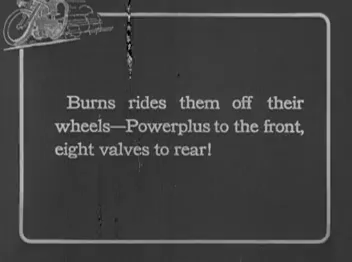 Burns rides them off their
wheels—Powerplus to the front,
eight valves to rear!